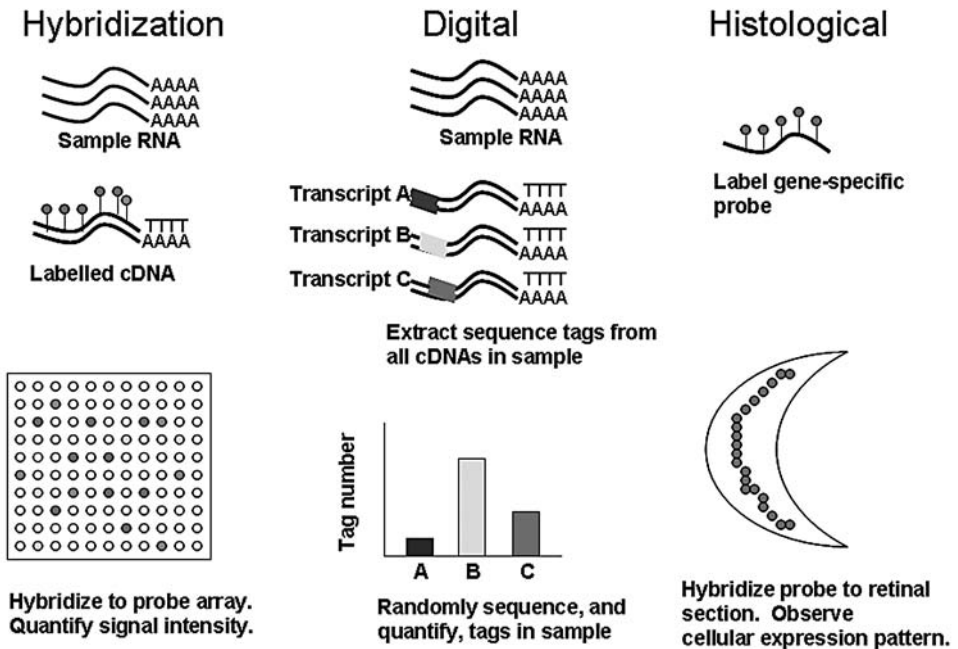 Hybridization
AAAA
AAAA
AAAA
Sample RNA
TTTT
AAAA
Labelled cDNA
Hybridize to probe array.
Quantify signal intensity.
Digital
AAAA
AAAA
AAAA
Sample RNA
Transcript A
TTTT
AAAA
Transcript B
TTTT
AAAA
Transcript C
TTTT
AAAA
Extract sequence tags from
all cDNAs in sample
Tag number
A B C
Randomly sequence, and
quantify, tags in sample
Histological
Label gene-specific
probe
Hybridize probe to retinal
section. Observe
cellular expression pattern.